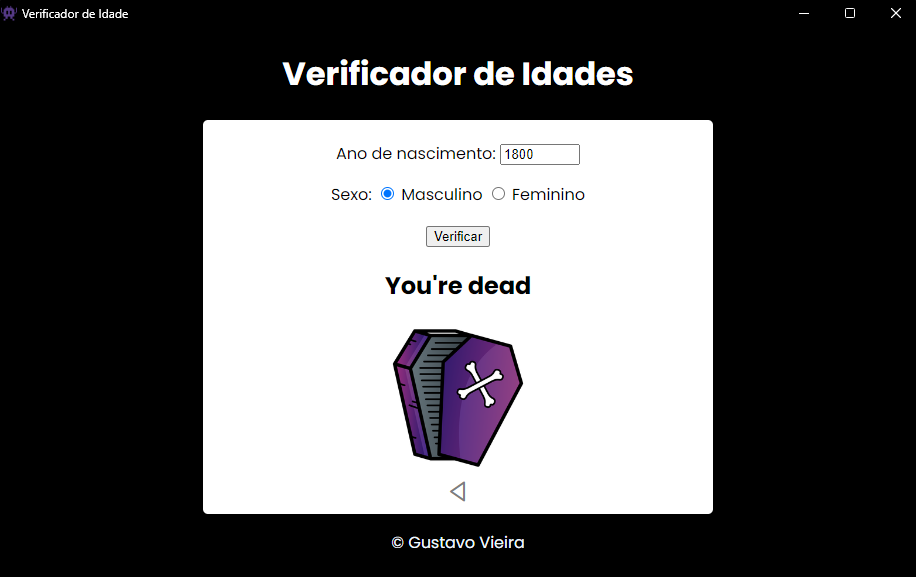 Verificador de Idade
Verificador de Idades
Ano de nascimento: 1800
Sexo: Masculino Feminino
Verificar
You're dead
© Gustavo Vieira